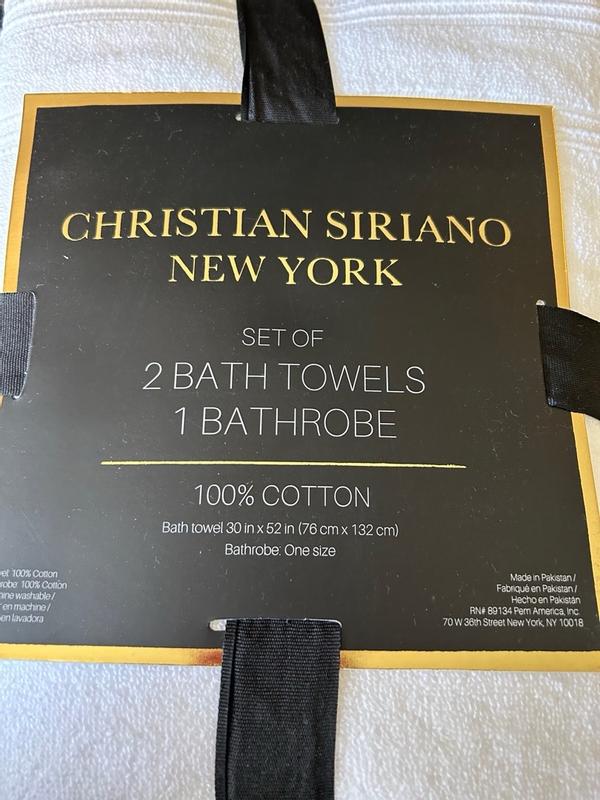 CHRISTIAN SIRIANO
NEW YORK
SET OF
2 BATH TOWELS
1 BATHROBE
100% COTTON
Bath towel 30 in x 52 in (76 cm x 132 cm)
Bathrobe: One size
100% Cotton
100% Cotton
washable /
en machine /
en lavadora
Made in Pakistan /
Fabriqué en Pakistan /
Hecho en Pakistán
RN# 89134 Pem America, Inc.
70 W 36th Street New York, NY 10018